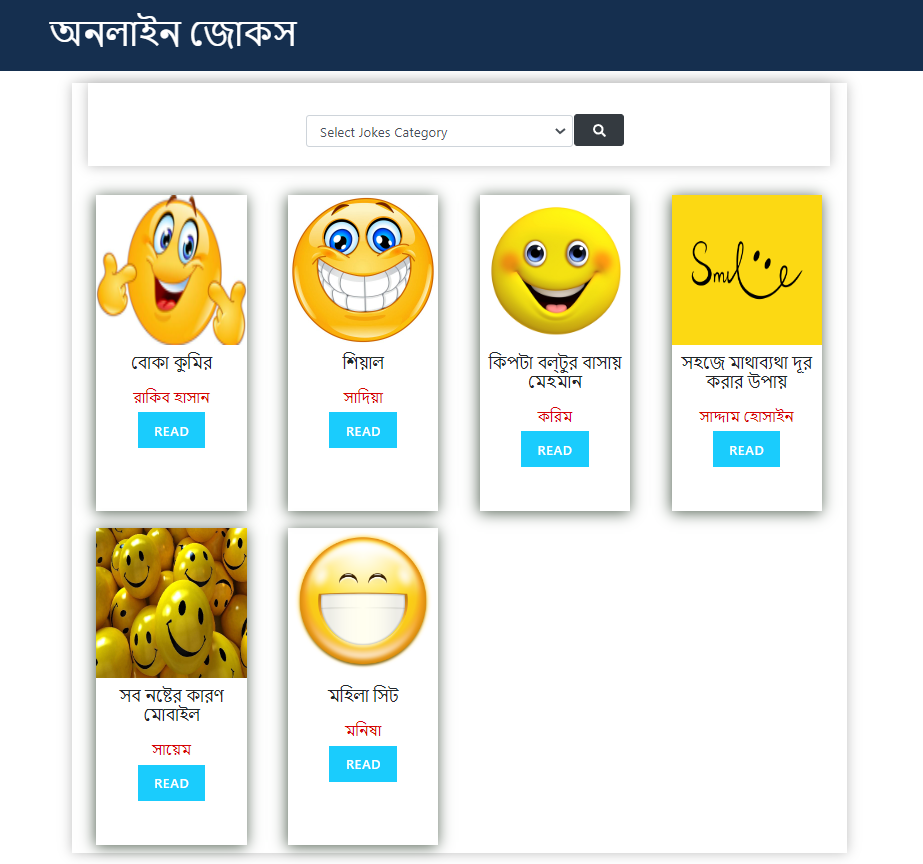 অনলাইন জোকস
Select Jokes Category
Smile
বোকা কুমির
রাকিব হাসান
READ
শিয়াল
সাদিয়া
READ
কিপটা বল্টুর বাসায়
মেহমান
করিম
READ
সহজে মাথাব্যথা দূর
করার উপায়
সাদ্দাম হোসাইন
READ
সব নষ্টের কারণ
মোবাইল
সায়েম
READ
মহিলা সিট
মনিষা
READ